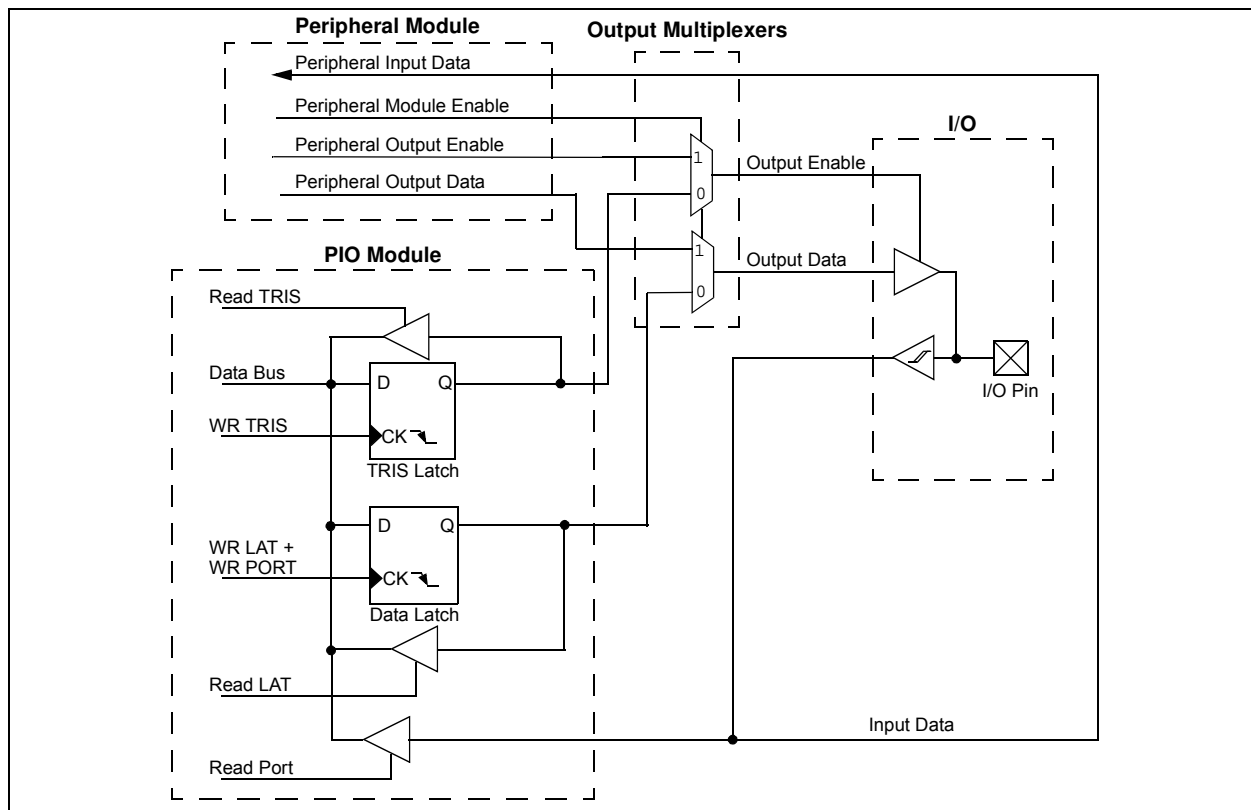 Peripheral Module
Output Multiplexers
Peripheral Input Data
Peripheral Module Enable
I/O
Peripheral Output Enable
1
Output Enable
Peripheral Output Data
0
1
PIO Module
Output Data
0
Read TRIS
Data Bus
D Q
I/O Pin
WR TRIS
CK
TRIS Latch
D Q
WR LAT +
WR PORT
CK
Data Latch
Read LAT
Input Data
Read Port